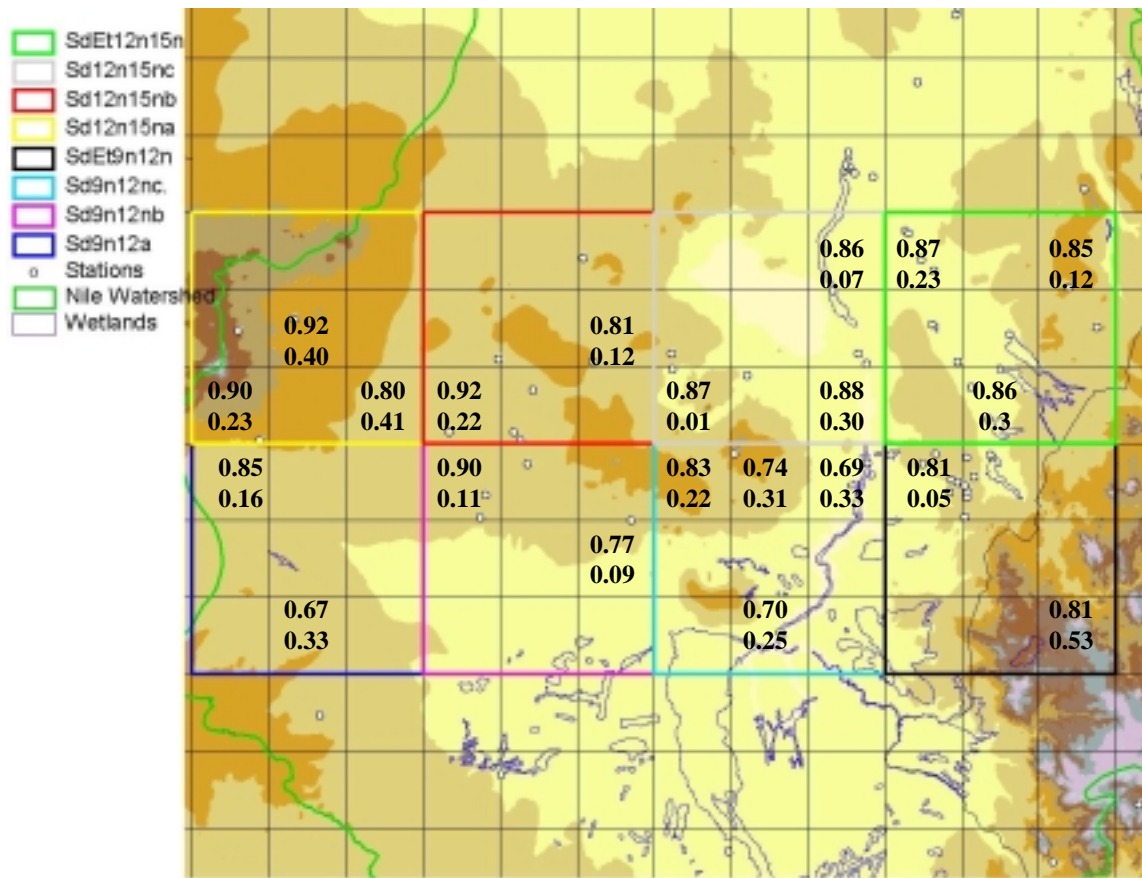 SdEt12n15n
Sd12n15nc
Sd12n15nb
Sd12n15na
SdEt9n12n
Sd9n12nc.
Sd9n12nb
Sd9n12a
Stations
Nile Watershed
Wetlands
0.86 0.87 0.85
0.07 0.23 0.12
0.92 0.81
0.40 0.12
0.90 0.80 0.92 0.87 0.88 0.86
0.23 0.41 0.22 0.01 0.30 0.3
0.85 0.90 0.83 0.74 0.69 0.81
0.16 0.11 0.22 0.31 0.33 0.05
0.77
0.09
0.67 0.70 0.81
0.33 0.25 0.53